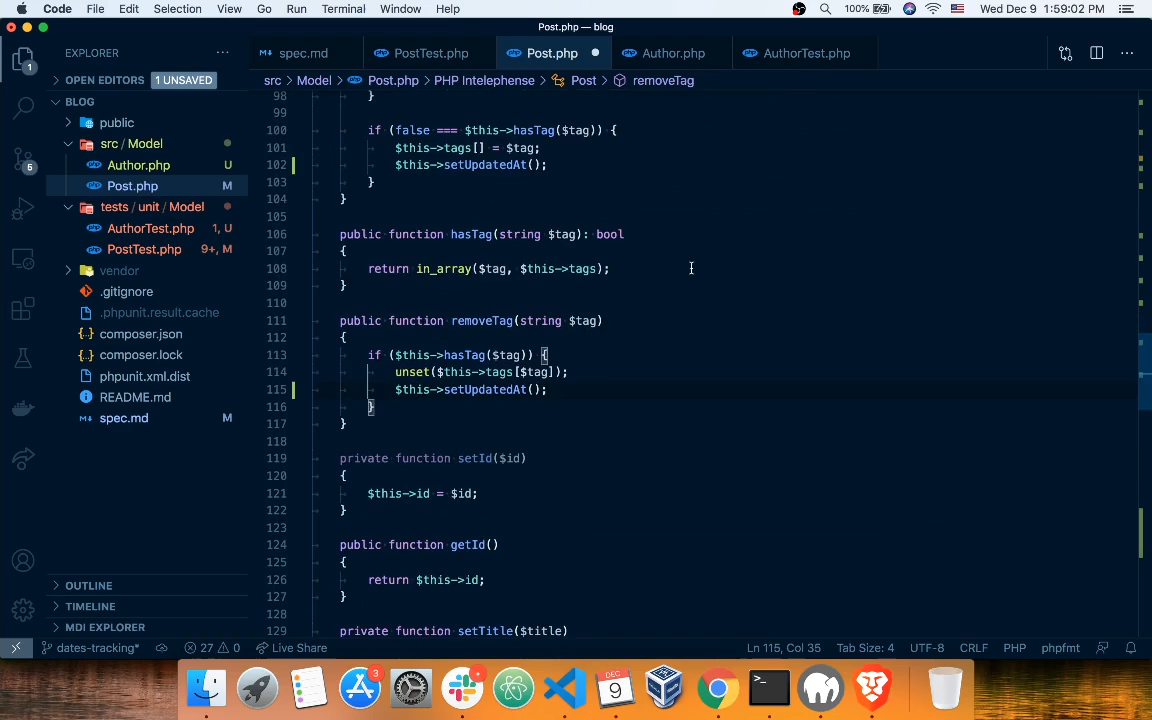 Code File Edit Selection View Go Run Terminal Window Help 100% Wed Dec 9 1:59:02 PM
Post.php — blog
EXPLORER ...
spec.md PostTest.php Post.php Author.php AuthorTest.php ...
src > Model > Post.php > PHP Intelephense > Post > removeTag
OPEN EDITORS 1 UNSAVED
BLOG
public
src / Model
Author.php U
Post.php M
tests / unit / Model
AuthorTest.php 1, U
PostTest.php 9+, M
vendor
.gitignore
.phpunit.result.cache
composer.json
composer.lock
phpunit.xml.dist
README.md
spec.md M
OUTLINE
TIMELINE
MDI EXPLORER
1
6
98 }
99
100 if (false === $this->hasTag($tag)) {
101 $this->tags[] = $tag;
102 $this->setUpdatedAt();
103 }
104 }
105
106 public function hasTag(string $tag): bool
107 {
108 return in_array($tag, $this->tags);
109 }
110
111 public function removeTag(string $tag)
112 {
113 if ($this->hasTag($tag)) {
114 unset($this->tags[$tag]);
115 $this->setUpdatedAt();
116 }
117 }
118
119 private function setId($id)
120 {
121 $this->id = $id;
122 }
123
124 public function getId()
125 {
126 return $this->id;
127 }
128
129 private function setTitle($title)
dates-tracking* 27 0 Live Share Ln 115, Col 35 Tab Size: 4 UTF-8 CRLF PHP phpfmt
3
DEC
9
>_